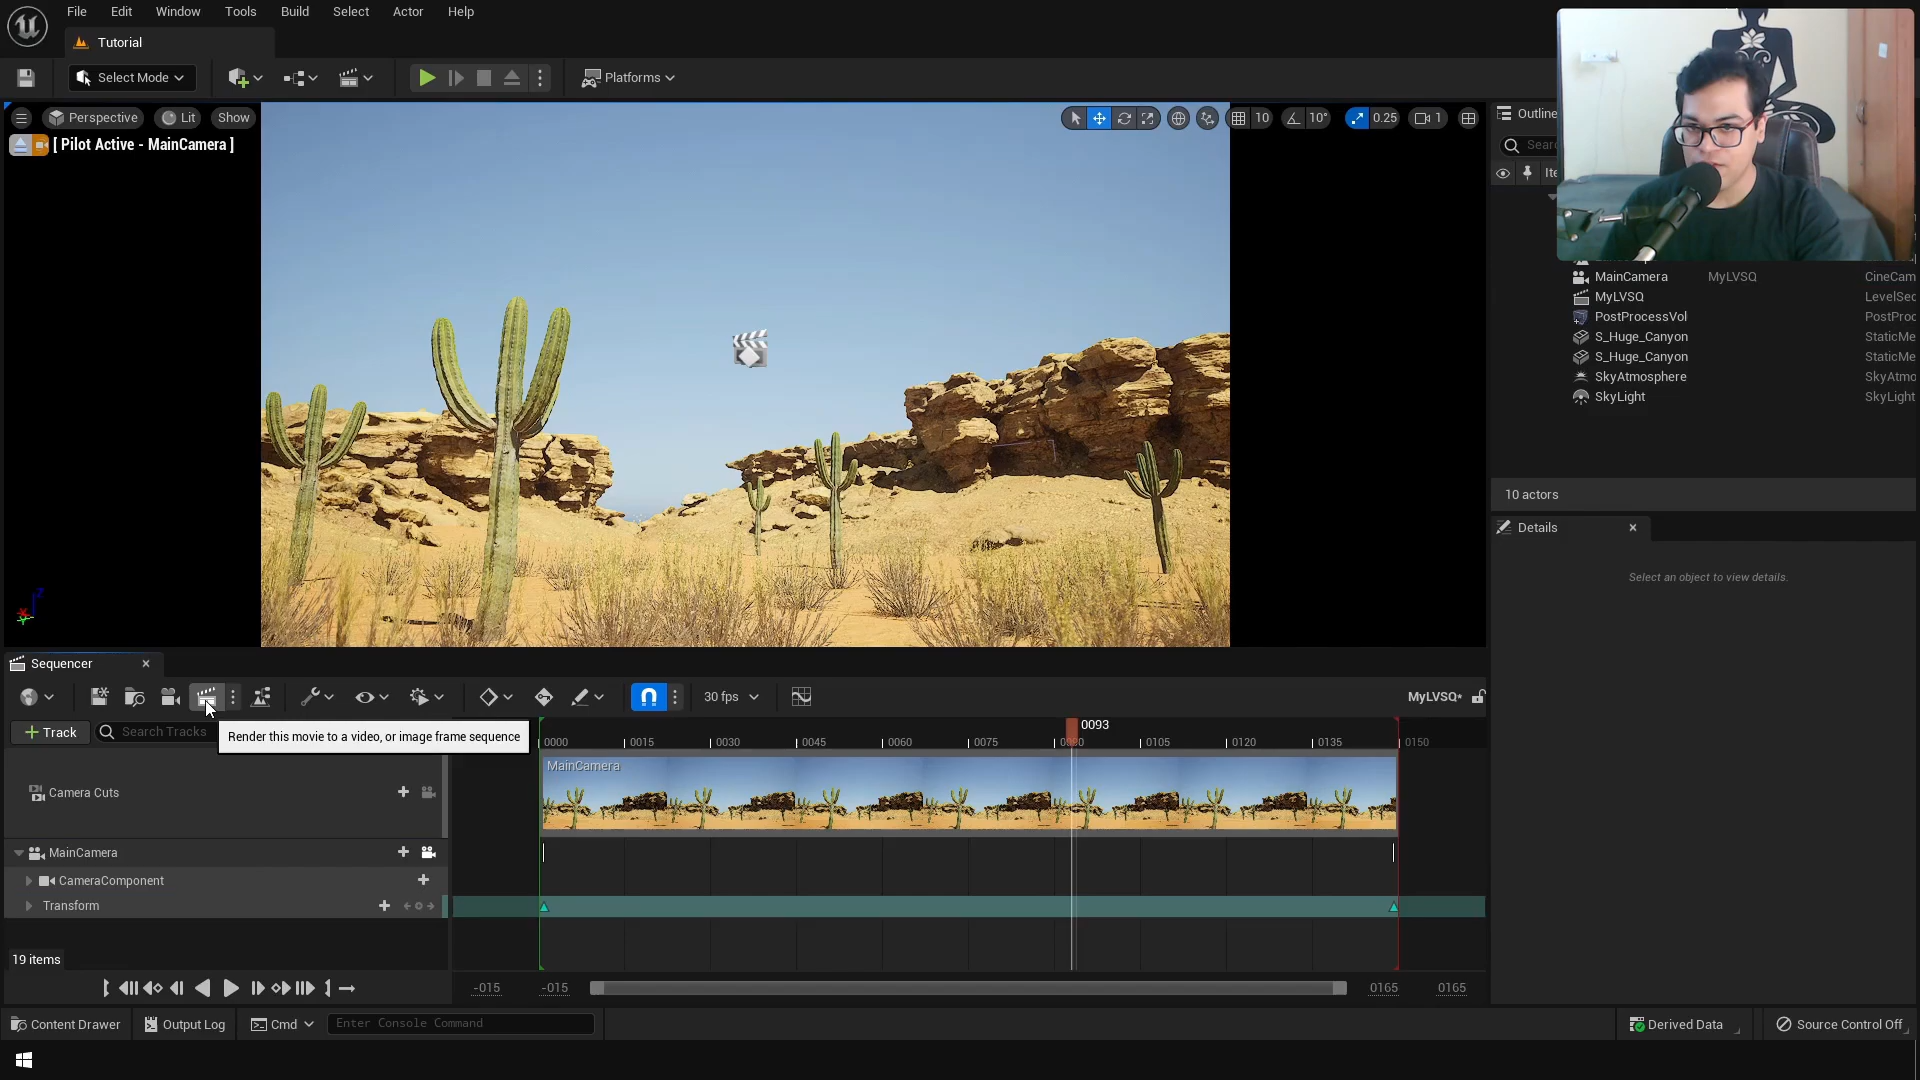 File Edit Window Tools Build Select Actor Help
Tutorial
Select Mode
Platforms
Perspective Lit Show
10 10° 0.25 1
[ Pilot Active - MainCamera ]
Outline
Sear
Ite
MainCamera MyLVSQ CineCam
MyLVSQ LevelSec
PostProcessVol PostProc
S_Huge_Canyon StaticMe
S_Huge_Canyon StaticMe
SkyAtmosphere SkyAtmo
SkyLight SkyLight
10 actors
Details
Select an object to view details.
Sequencer
30 fps
MyLVSQ*
Track
Search Tracks
Render this movie to a video, or image frame sequence
0093
0000 0015 0030 0045 0060 0075 0090 0105 0120 0135 0150
MainCamera
Camera Cuts
MainCamera
CameraComponent
Transform
19 items
-015 -015 0165 0165
Content Drawer Output Log Cmd Enter Console Command Derived Data Source Control Off